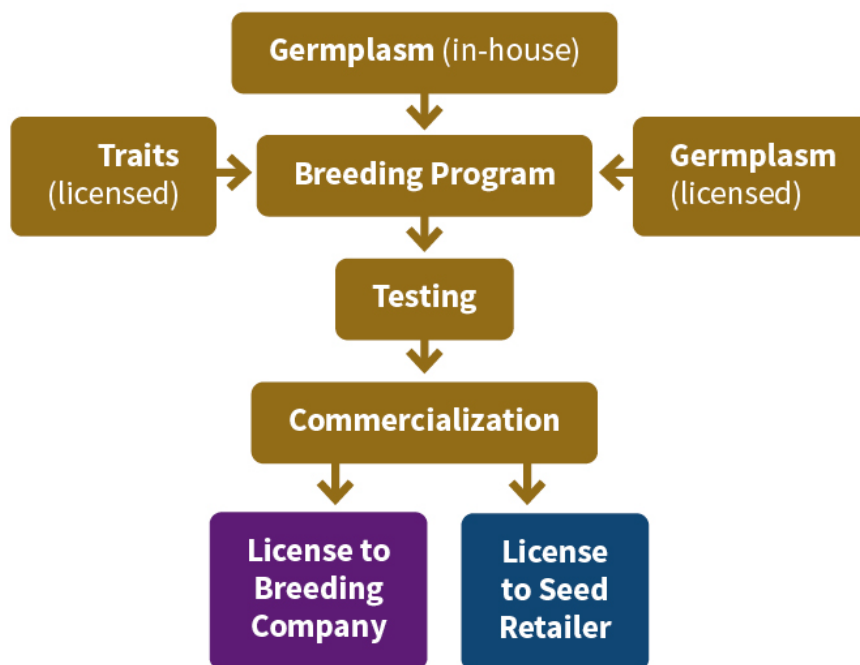 Germplasm (in-house)
Traits
(licensed)
Breeding Program
Germplasm
(licensed)
Testing
Commercialization
License to
Breeding
Company
License
to Seed
Retailer